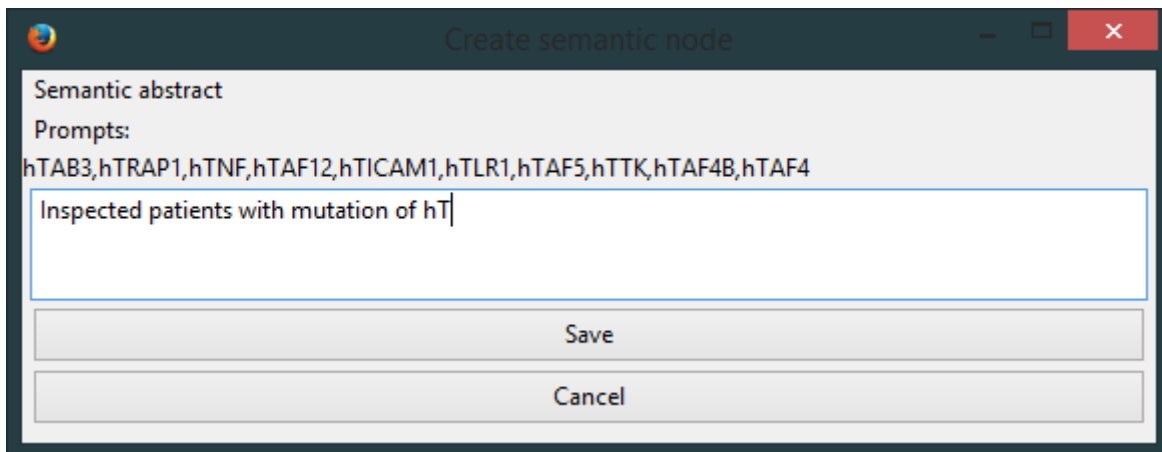 Create semantic node
Semantic abstract
Prompts:
hTAB3,hTRAP1,hTNF,hTAF12,hTICAM1,hTLR1,hTAF5,hTTK,hTAF4B,hTAF4
Inspected patients with mutation of hT
Save
Cancel